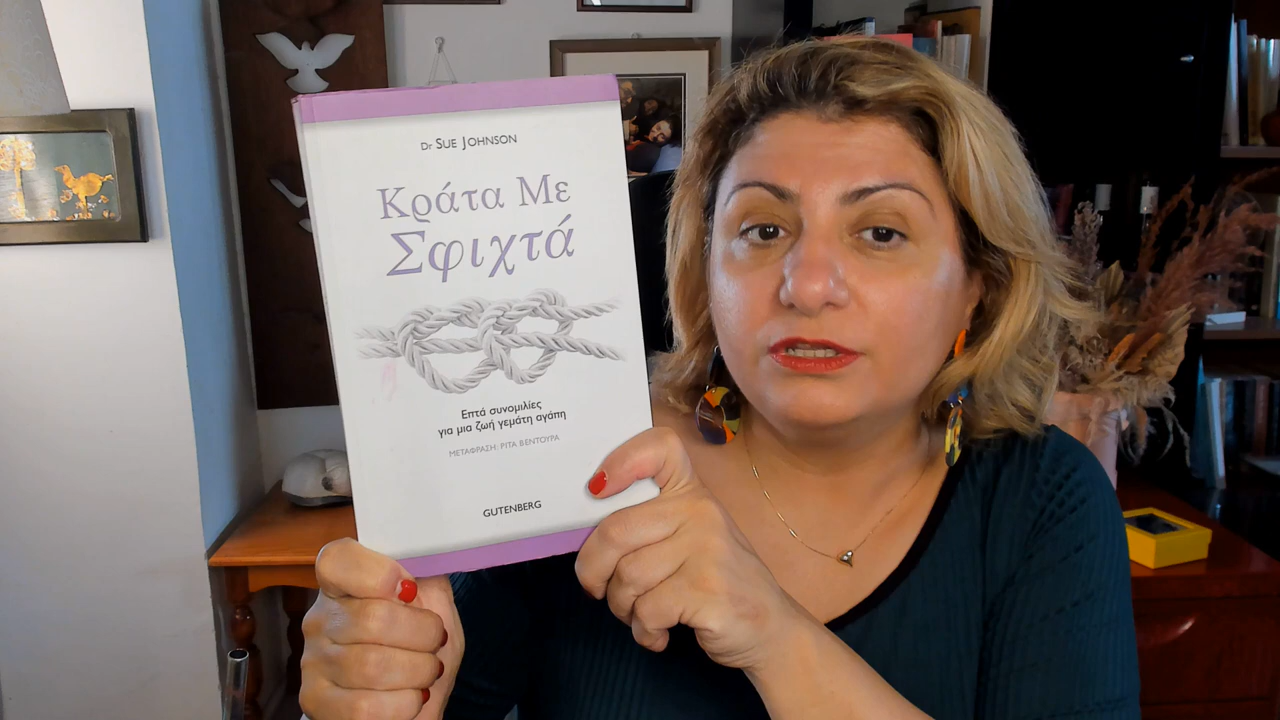 Dr SUE JOHNSON
Κράτα Με
Σφιχτά
Επτά συνομιλίες
για μια ζωή γεμάτη αγάπη
ΜΕΤΑΦΡΑΣΗ: ΡΙΤΑ ΒΕΝΤΟΥΡΑ
GUTENBERG